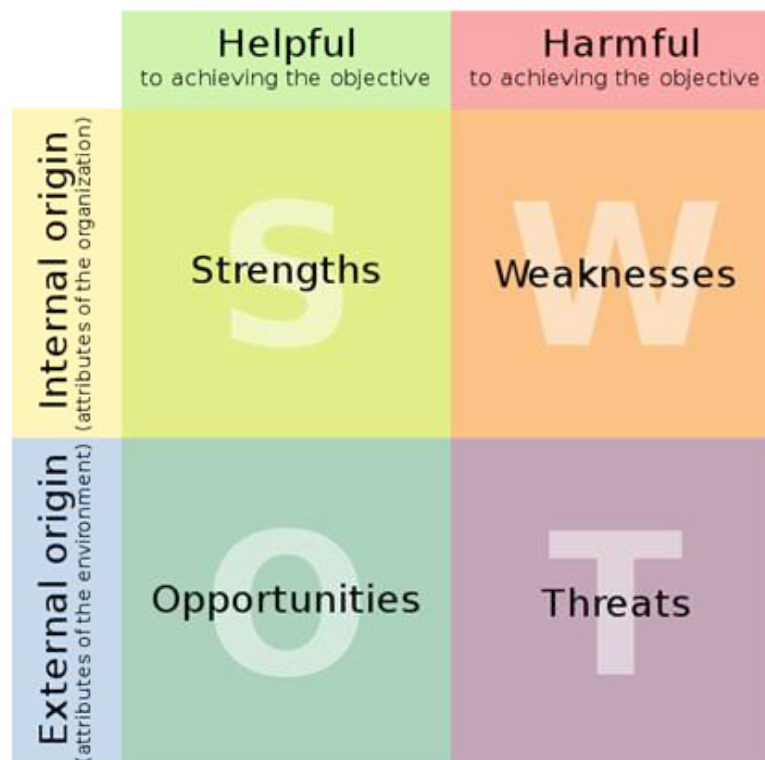 Helpful
to achieving the objective
Harmful
to achieving the objective
Internal origin
(attributes of the organization)
S
Strengths
W
Weaknesses
External origin
(attributes of the environment)
O
Opportunities
T
Threats